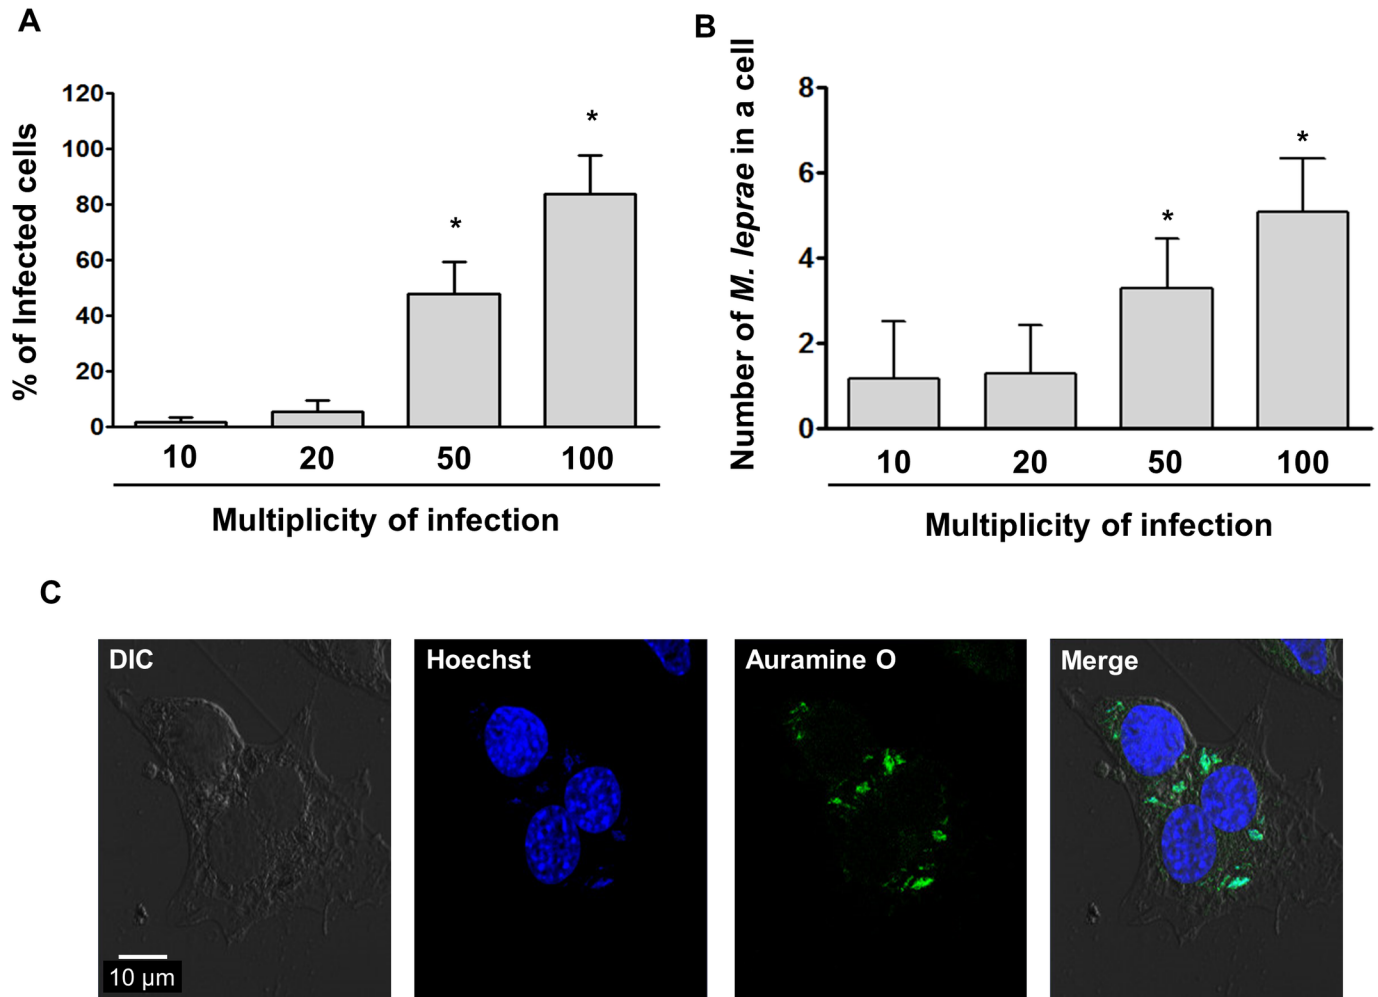 A
120
100
80
60
40
20
0
% of Infected cells
*
*
10 20 50 100
Multiplicity of infection
B
8
6
4
2
0
Number of M. leprae in a cell
*
*
10 20 50 100
Multiplicity of infection
C
DIC
10 µm
Hoechst
Auramine O
Merge